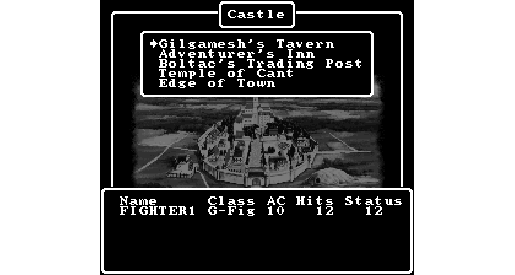 Castle
Gilgamesh's Tavern
Adventurer's Inn
Boltac's Trading Post
Temple of Cant
Edge of Town
Name Class AC Hits Status
FIGHTER1 G-Fig 10 12 12